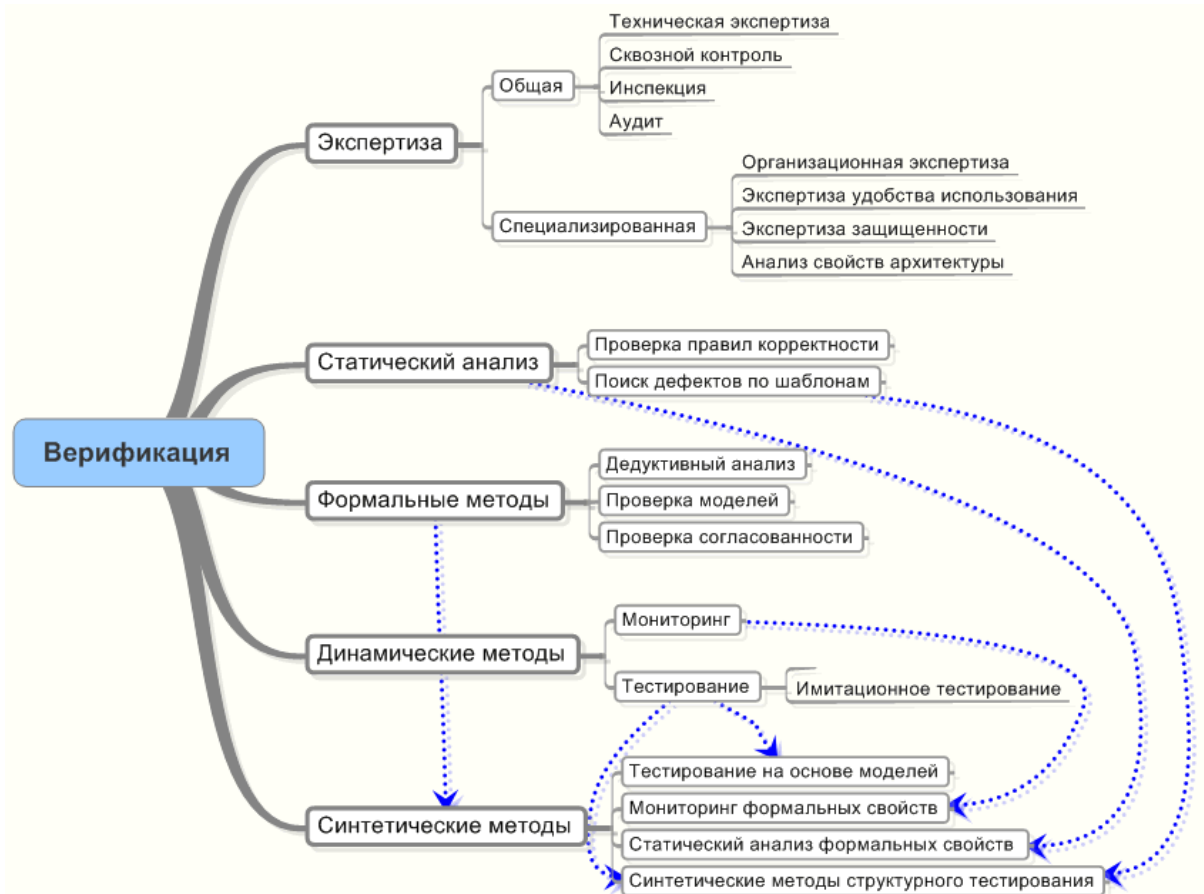 Верификация
Экспертиза
Общая
Техническая экспертиза
Сквозной контроль
Инспекция
Аудит
Специализированная
Организационная экспертиза
Экспертиза удобства использования
Экспертиза защищенности
Анализ свойств архитектуры
Статический анализ
Проверка правил корректности
Поиск дефектов по шаблонам
Формальные методы
Дедуктивный анализ
Проверка моделей
Проверка согласованности
Динамические методы
Мониторинг
Тестирование
Имитационное тестирование
Синтетические методы
Тестирование на основе моделей
Мониторинг формальных свойств
Статический анализ формальных свойств
Синтетические методы структурного тестирования